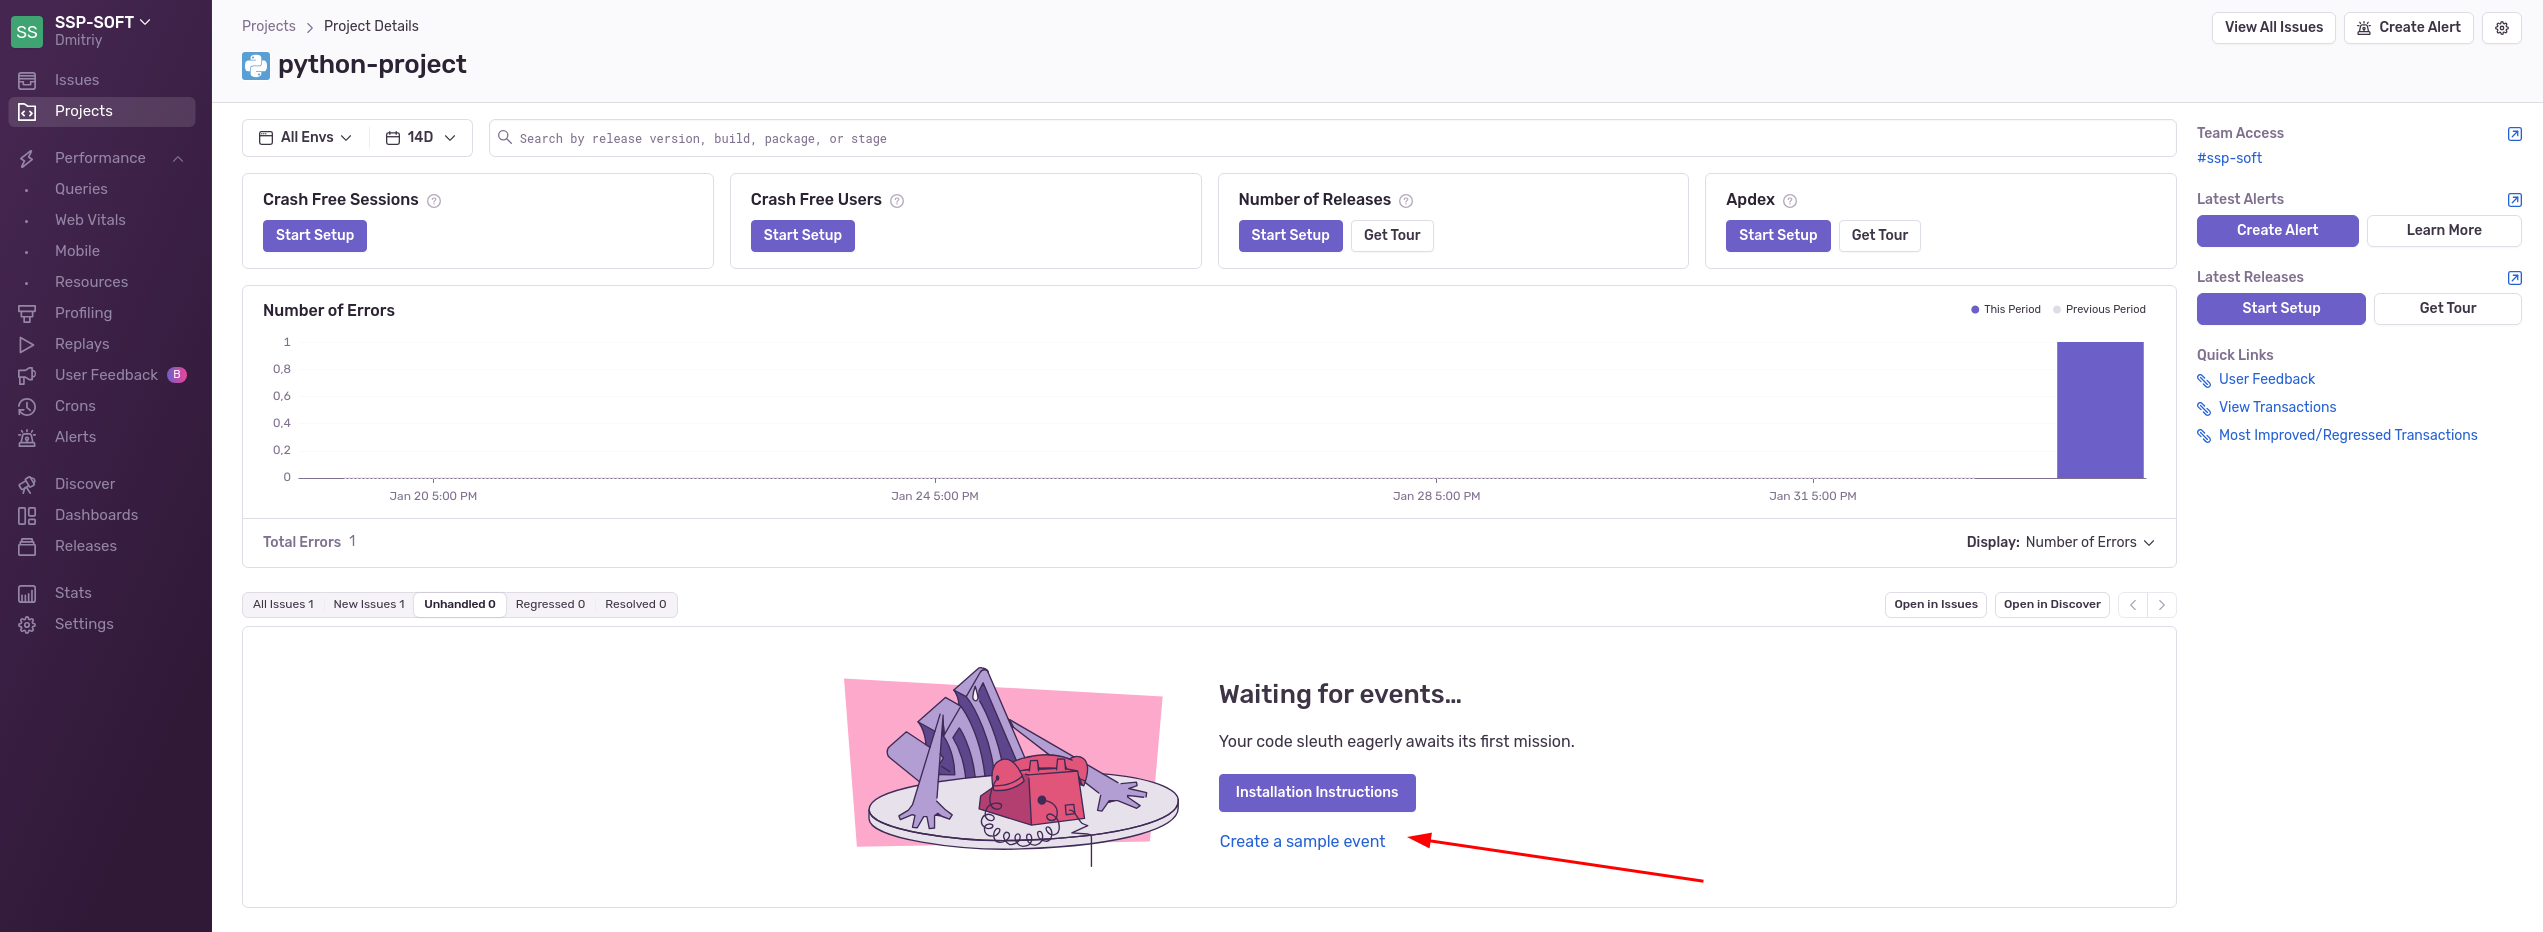 SS
SSP-SOFT
Dmitriy
Issues
Projects
Performance
Queries
Web Vitals
Mobile
Resources
Profiling
Replays
User Feedback B
Crons
Alerts
Discover
Dashboards
Releases
Stats
Settings
Projects > Project Details
python-project
View All Issues
Create Alert
All Envs
14D
Search by release version, build, package, or stage
Crash Free Sessions ?
Start Setup
Crash Free Users ?
Start Setup
Number of Releases ?
Start Setup Get Tour
Apdex ?
Start Setup Get Tour
Number of Errors
This Period Previous Period
1
0,8
0,6
0,4
0,2
0
Jan 20 5:00 PM Jan 24 5:00 PM Jan 28 5:00 PM Jan 31 5:00 PM
Total Errors 1
Display: Number of Errors
All Issues 1 New Issues 1 Unhandled 0 Regressed 0 Resolved 0
Open in Issues Open in Discover
Waiting for events…
Your code sleuth eagerly awaits its first mission.
Installation Instructions
Create a sample event
Team Access
#ssp-soft
Latest Alerts
Create Alert Learn More
Latest Releases
Start Setup Get Tour
Quick Links
User Feedback
View Transactions
Most Improved/Regressed Transactions